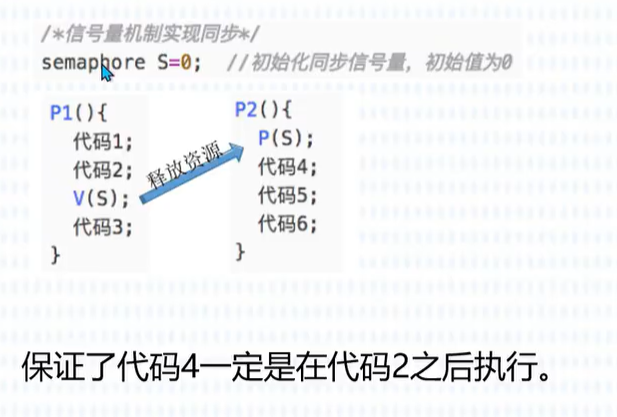 /*信号量机制实现同步*/
semaphore S=0; //初始化同步信号量，初始值为0
P1(){
代码1;
代码2;
V(S);
代码3;
}
释放资源
P2(){
P(S);
代码4;
代码5;
代码6;
}
保证了代码4一定是在代码2之后执行。